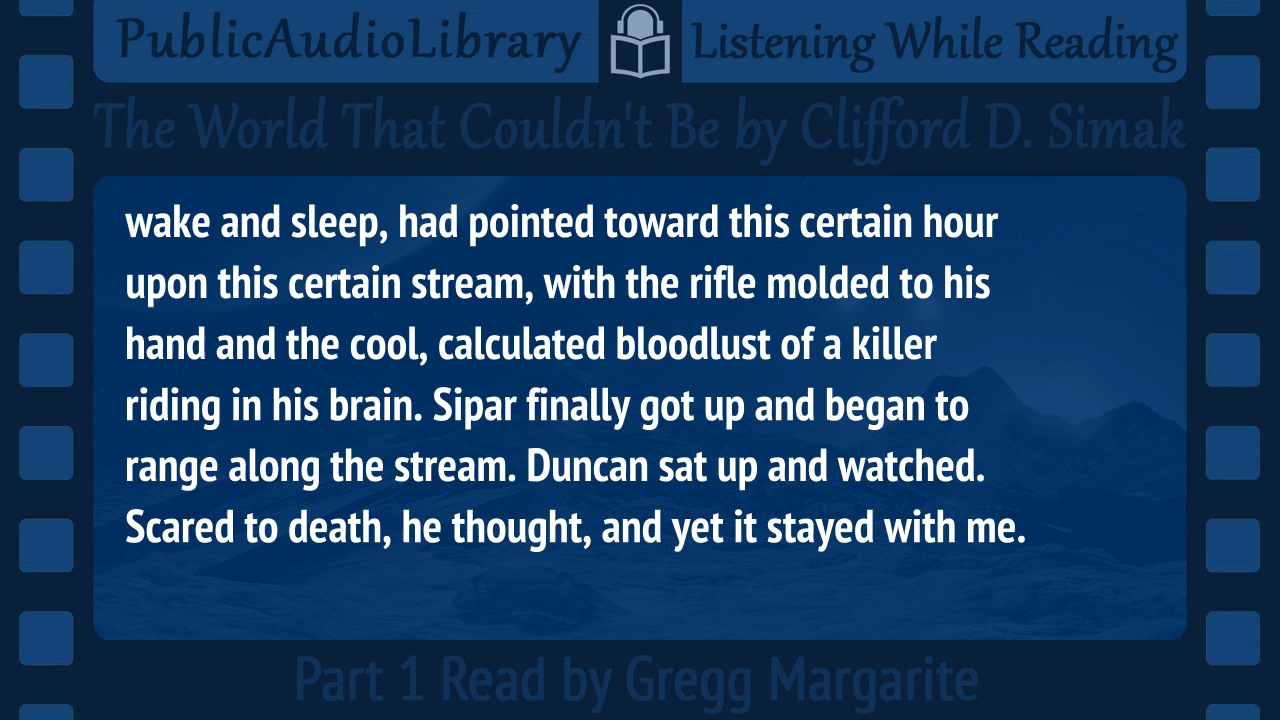 PublicAudioLibrary Listening While Reading
The World That Couldn't Be by Clifford D. Simak
wake and sleep, had pointed toward this certain hour
upon this certain stream, with the rifle molded to his
hand and the cool, calculated bloodlust of a killer
riding in his brain. Sipar finally got up and began to
range along the stream. Duncan sat up and watched.
Scared to death, he thought, and yet it stayed with me.
Part 1 Read by Gregg Margarite